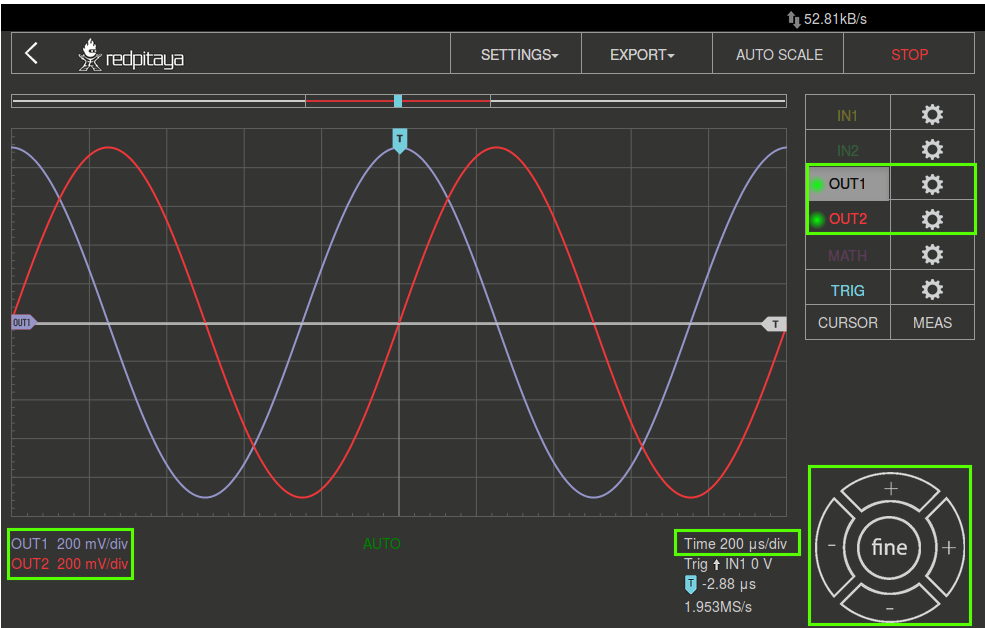 52.81kB/s
redpitaya SETTINGS EXPORT AUTO SCALE STOP
T
IN1
IN2
OUT1
OUT2
MATH
TRIG
CURSOR MEAS
OUT1
T
OUT1 200 mV/div
OUT2 200 mV/div
AUTO
Time 200 µs/div
Trig ↑ IN1 0 V
T -2.88 µs
1.953MS/s
+
- fine +
-